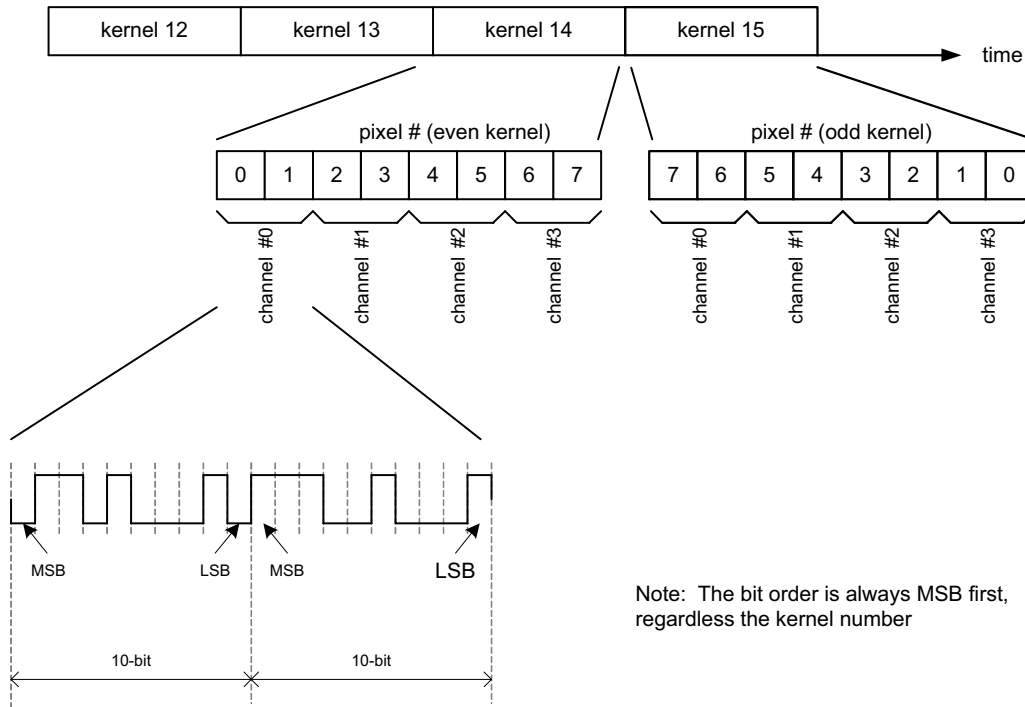 kernel 12 kernel 13 kernel 14 kernel 15
time
pixel # (even kernel) pixel # (odd kernel)
0 1 2 3 4 5 6 7 7 6 5 4 3 2 1 0
channel #0 channel #1 channel #2 channel #3 channel #0 channel #1 channel #2 channel #3
MSB LSB MSB LSB
Note: The bit order is always MSB first,
regardless the kernel number
10-bit 10-bit